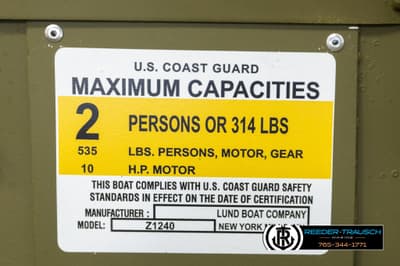 U.S. COAST GUARD
MAXIMUM CAPACITIES
2 PERSONS OR 314 LBS
535 LBS. PERSONS, MOTOR, GEAR
10 H.P. MOTOR
THIS BOAT COMPLIES WITH U.S. COAST GUARD SAFETY
STANDARDS IN EFFECT ON THE DATE OF CERTIFICATION
MANUFACTURER : LUND BOAT COMPANY
MODEL: Z1240 NEW YORK
REEDER-TRAUSCH
765-344-1771